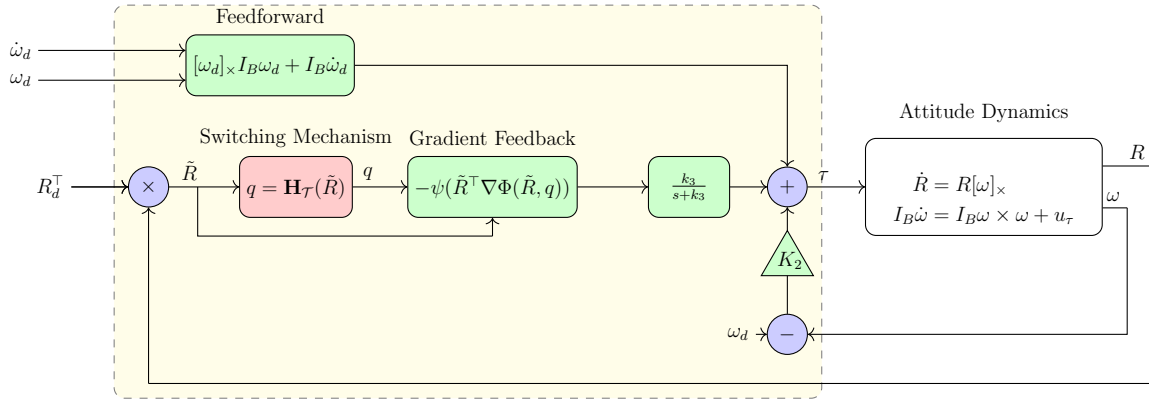 Feedforward
ω̇_d
ω_d
[ω_d]_× I_B ω_d + I_B ω̇_d
Switching Mechanism
Gradient Feedback
Attitude Dynamics
R_d^⊤
×
R̃
q = H_𝒯(R̃)
q
−ψ(R̃^⊤∇Φ(R̃, q))
k_3/(s+k_3)
+
τ
Ṙ = R[ω]_×
I_B ω̇ = I_B ω × ω + u_τ
R
ω
K_2
ω_d
−